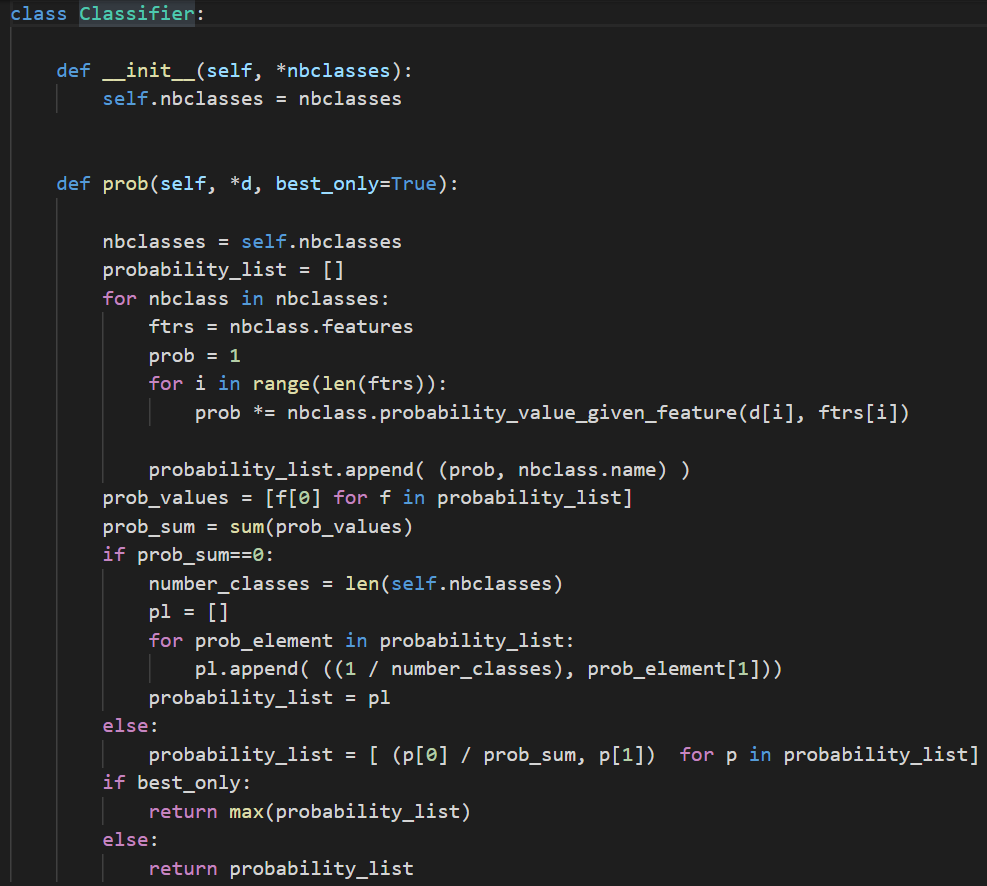 class Classifier:
    def __init__(self, *nbclasses):
        self.nbclasses = nbclasses
    def prob(self, *d, best_only=True):
        nbclasses = self.nbclasses
        probability_list = []
        for nbclass in nbclasses:
            ftrs = nbclass.features
            prob = 1
            for i in range(len(ftrs)):
                prob *= nbclass.probability_value_given_feature(d[i], ftrs[i])
            probability_list.append( (prob, nbclass.name) )
        prob_values = [f[0] for f in probability_list]
        prob_sum = sum(prob_values)
        if prob_sum==0:
            number_classes = len(self.nbclasses)
            pl = []
            for prob_element in probability_list:
                pl.append( ((1 / number_classes), prob_element[1]))
            probability_list = pl
        else:
            probability_list = [ (p[0] / prob_sum, p[1])  for p in probability_list]
        if best_only:
            return max(probability_list)
        else:
            return probability_list